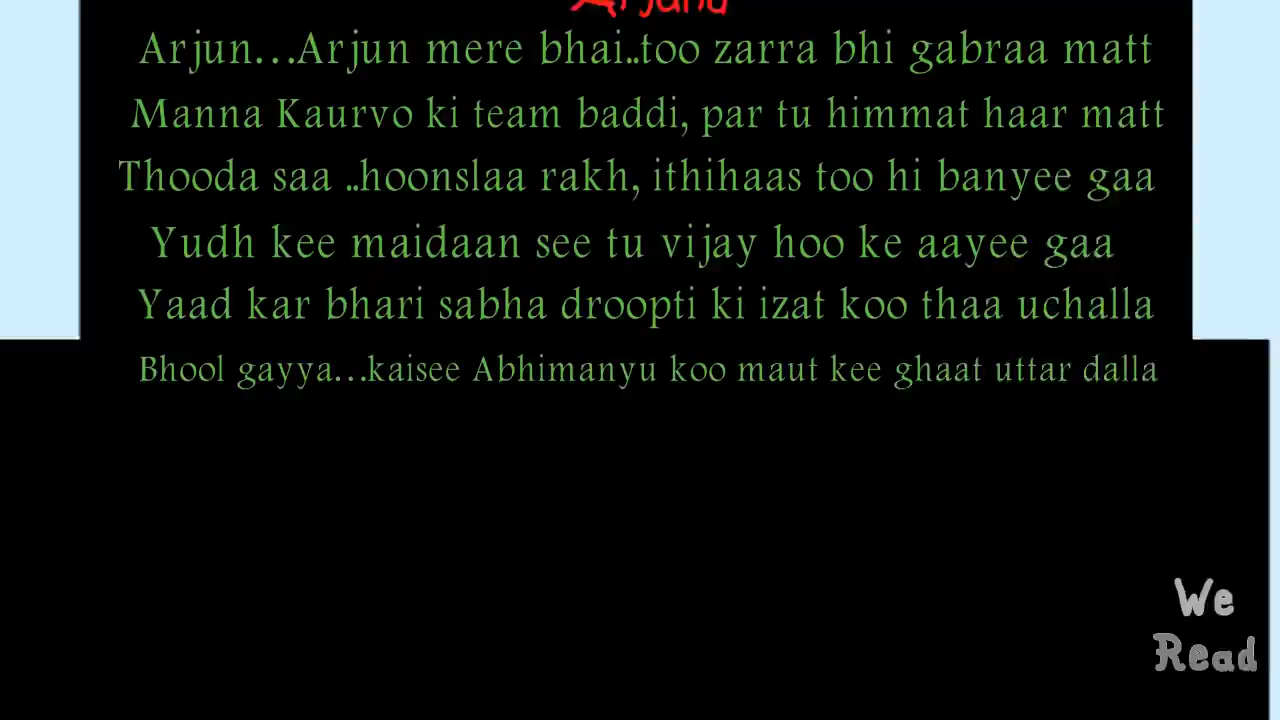 Arjuna
Arjun...Arjun mere bhai..too zarra bhi gabraa matt
Manna Kaurvo ki team baddi, par tu himmat haar matt
Thooda saa ..hoonslaa rakh, ithihaas too hi banyee gaa
Yudh kee maidaan see tu vijay hoo ke aayee gaa
Yaad kar bhari sabha droopti ki izat koo thaa uchalla
Bhool gayya...kaisee Abhimanyu koo maut kee ghaat uttar dalla
We
Read